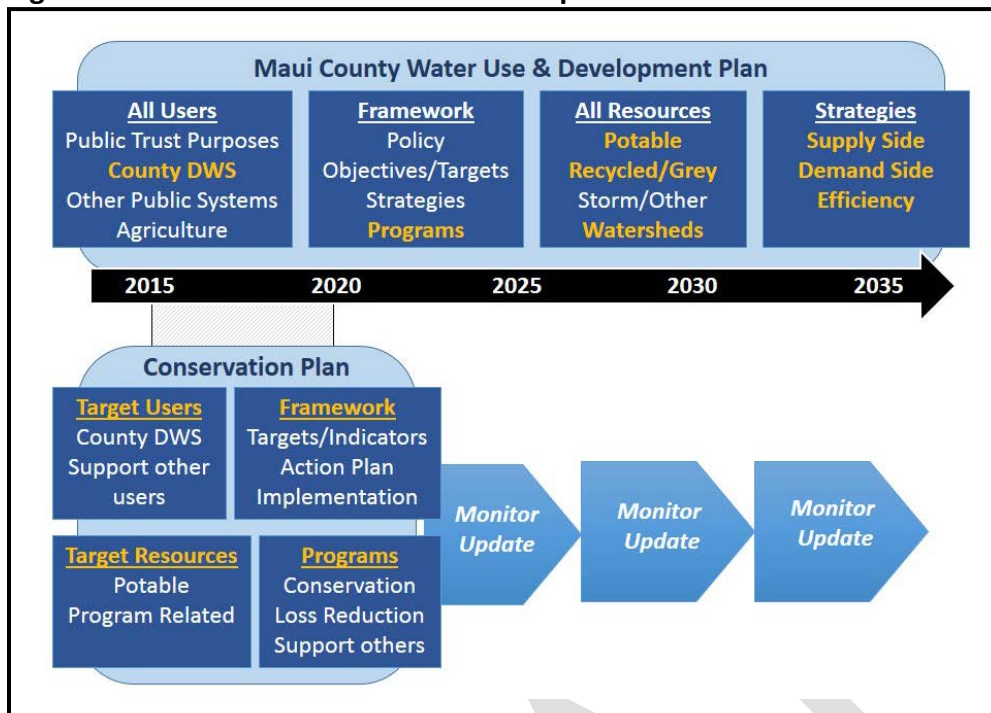 Maui County Water Use & Development Plan
All Users
Public Trust Purposes
County DWS
Other Public Systems
Agriculture
Framework
Policy
Objectives/Targets
Strategies
Programs
All Resources
Potable
Recycled/Grey
Storm/Other
Watersheds
Strategies
Supply Side
Demand Side
Efficiency
2015 2020 2025 2030 2035
Conservation Plan
Target Users
County DWS
Support other
users
Framework
Targets/Indicators
Action Plan
Implementation
Target Resources
Potable
Program Related
Programs
Conservation
Loss Reduction
Support others
Monitor
Update
Monitor
Update
Monitor
Update